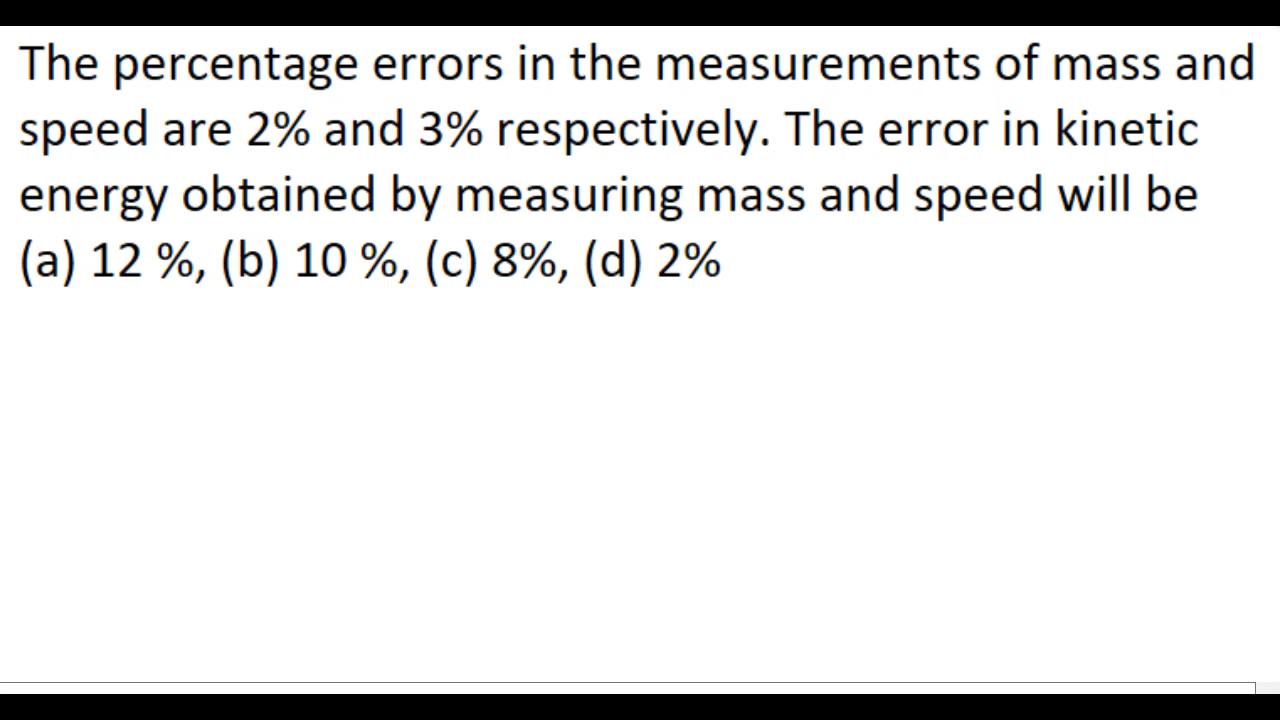 The percentage errors in the measurements of mass and
speed are 2% and 3% respectively. The error in kinetic
energy obtained by measuring mass and speed will be
(a) 12 %, (b) 10 %, (c) 8%, (d) 2%